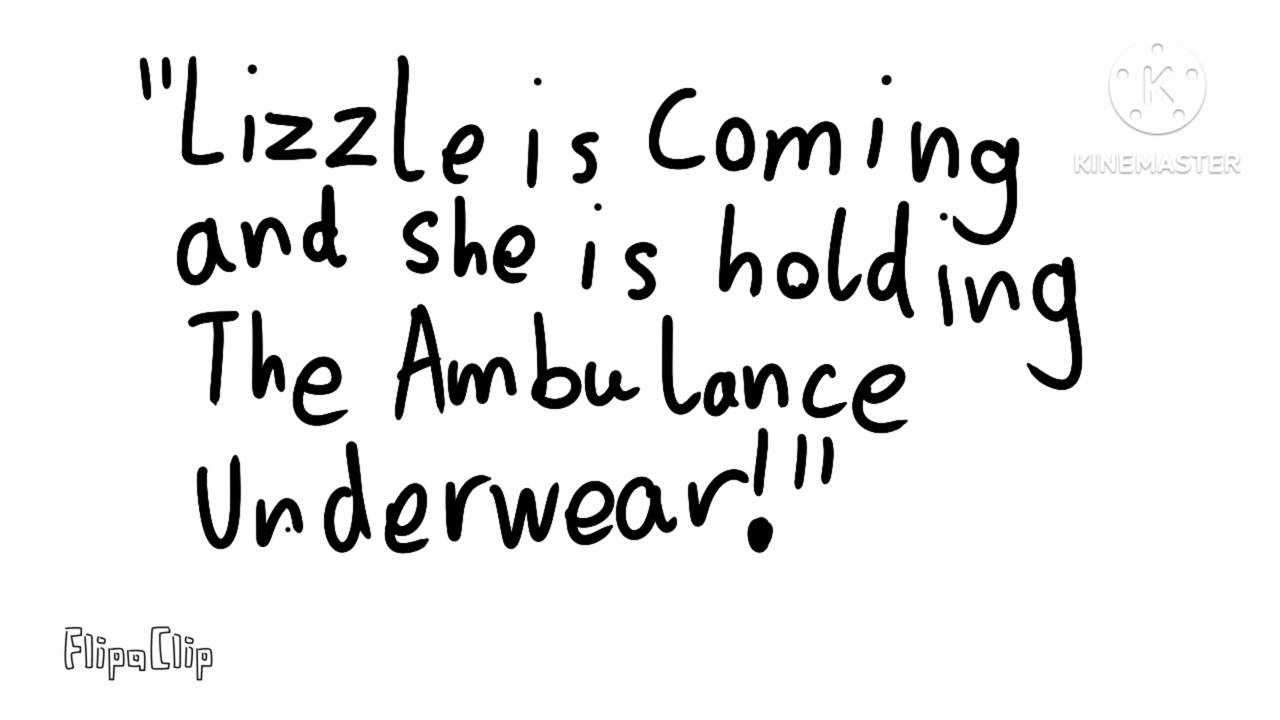 "Lizzle is Coming
and she is holding
The Ambulance
Underwear!"
K
KINEMASTER
FlipaClip